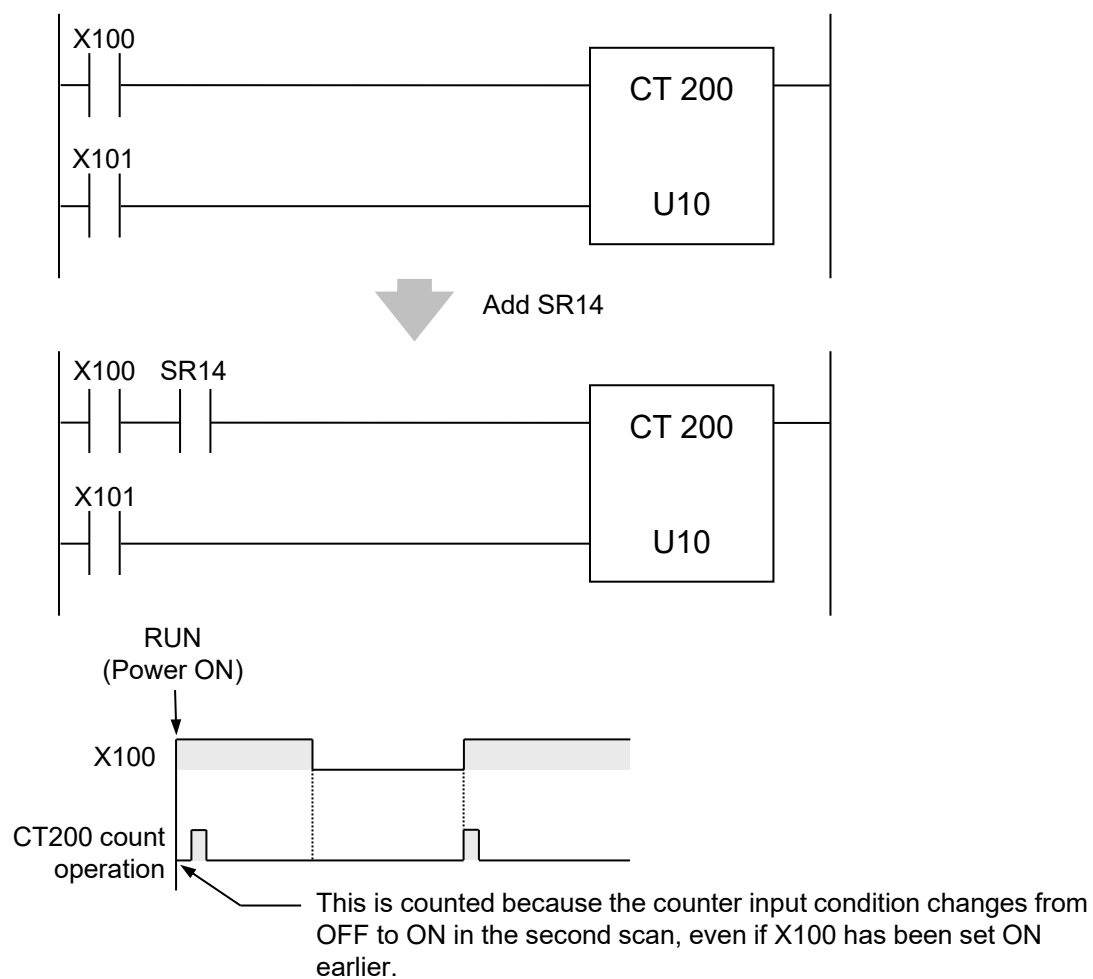 X100
CT 200
X101
U10
Add SR14
X100 SR14
CT 200
X101
U10
RUN
(Power ON)
X100
CT200 count
operation
This is counted because the counter input condition changes from
OFF to ON in the second scan, even if X100 has been set ON
earlier.